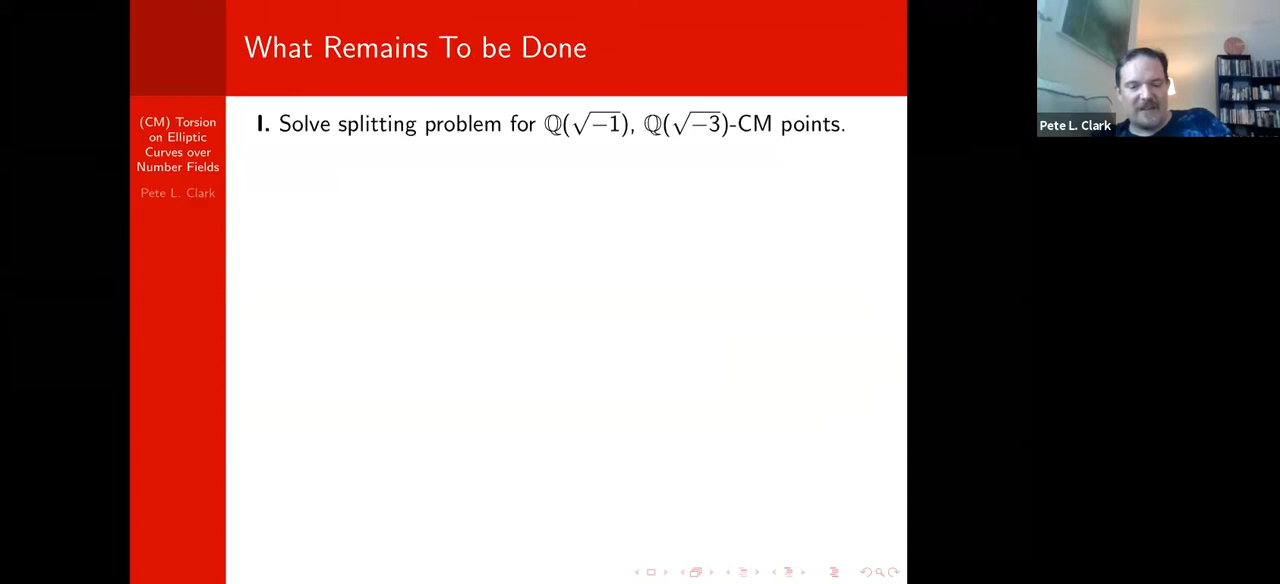 What Remains To be Done
(CM) Torsion
on Elliptic
Curves over
Number Fields
Pete L. Clark
I. Solve splitting problem for ℚ(√−1), ℚ(√−3)-CM points.
Pete L. Clark